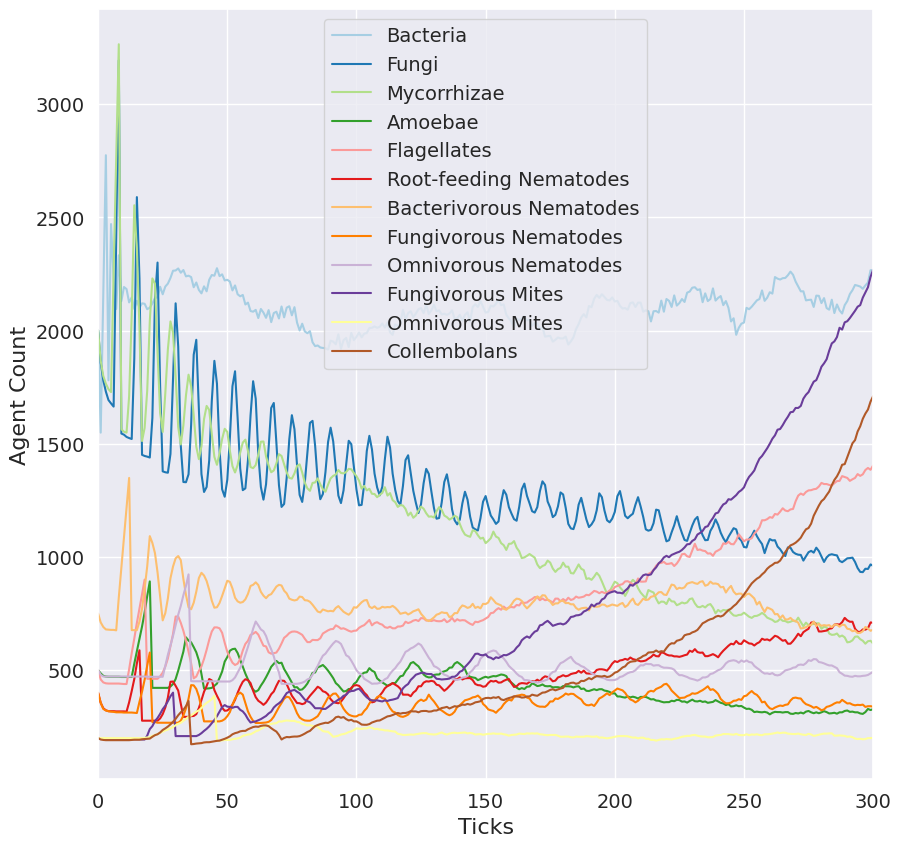 Bacteria
Fungi
Mycorrhizae
Amoebae
Flagellates
Root-feeding Nematodes
Bacterivorous Nematodes
Fungivorous Nematodes
Omnivorous Nematodes
Fungivorous Mites
Omnivorous Mites
Collembolans
3000
2500
2000
1500
1000
500
Agent Count
0 50 100 150 200 250 300
Ticks